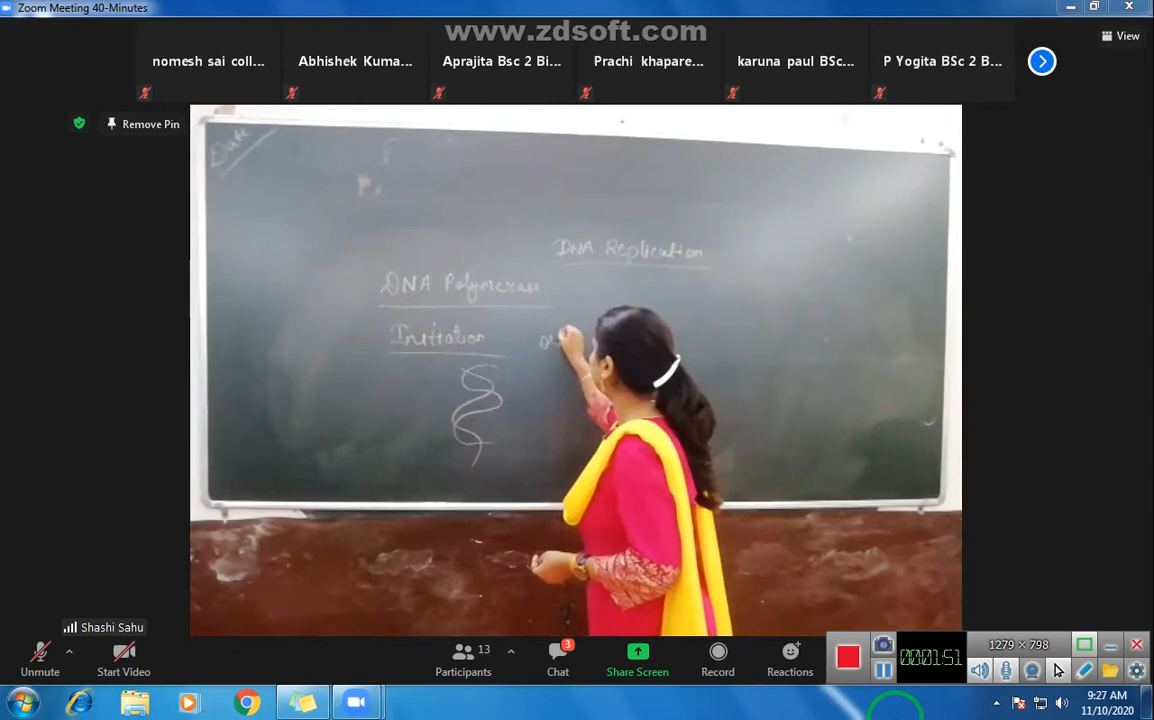 Zoom Meeting 40-Minutes
www.zdsoft.com
View
nomesh sai coll...
Abhishek Kuma...
Aprajita Bsc 2 Bi...
Prachi khapare...
karuna paul BSc...
P Yogita BSc 2 B...
Remove Pin
Date
DNA Replication
DNA Polymerase
Initiation
Shashi Sahu
Unmute
Start Video
13
Participants
3
Chat
Share Screen
Record
Reactions
00:01:51
1279 × 798
9:27 AM
11/10/2020